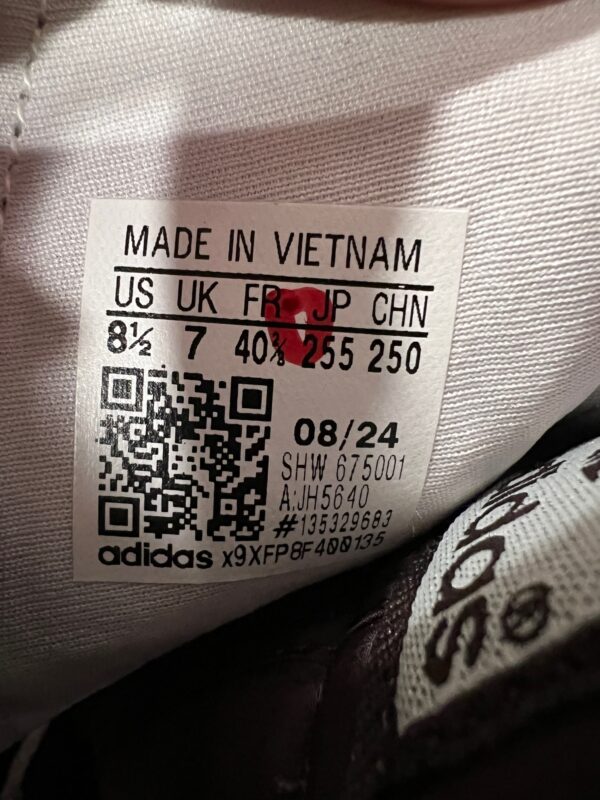 MADE IN VIETNAM
US UK FR JP CHN
8½ 7 40⅔ 255 250
08/24
SHW 675001
A:JH5640
#135329683
adidas x9XFP8F400135
adidas®